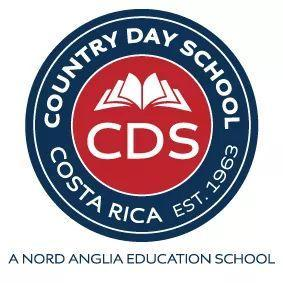 COUNTRY DAY SCHOOL
CDS
COSTA RICA EST. 1963
A NORD ANGLIA EDUCATION SCHOOL